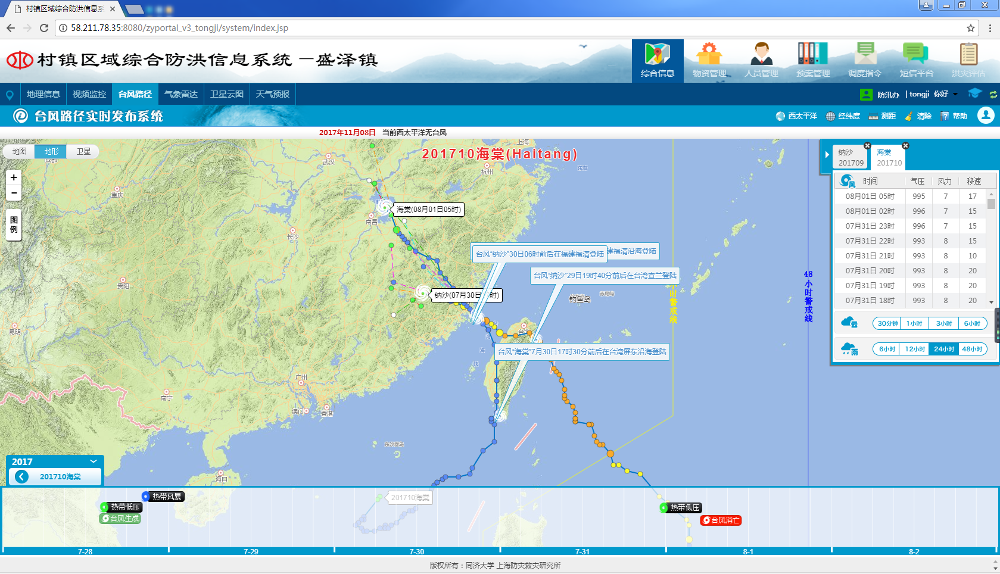 村镇区域综合防洪信息系
58.211.78.35:8080/zyportal_v3_tongji/system/index.jsp
村镇区域综合防洪信息系统 —盛泽镇
综合信息
物资管理
人员管理
预案管理
调度指令
短信平台
洪灾评估
地理信息
视频监控
台风路径
气象雷达
卫星云图
天气预报
防汛办 | tongji 你好
台风路径实时发布系统
西太平洋
经纬度
测距
清除
帮助
2017年11月08日 当前西太平洋无台风
地图
地形
卫星
201710海棠(Haitang)
+
−
图例
成都
重庆
武汉
上海
杭州
东海
南昌
长沙
贵阳
昆明
广州
南宁
澳门
香港
海口
台北
钓鱼岛
赤尾屿
东沙群岛
海
峡
海棠(08月01日05时)
纳沙(07月30日
时)
台风“纳沙”30日06时前后在福建福清登陆
建福清沿海登陆
台风“纳沙”29日19时40分前后在台湾宜兰登陆
台风“海棠”7月30日17时30分前后在台湾屏东沿海登陆
小时警戒线
48小时警戒线
纳沙
201709
海棠
201710
风 时间 气压 风力 移速
08月01日 05时 995 7 17
08月01日 02时 996 7 15
07月31日 23时 996 7 15
07月31日 22时 993 8 15
07月31日 21时 993 8 10
07月31日 20时 993 8 20
07月31日 19时 993 8 20
07月31日 18时 993 8 20
云 30分钟 1小时 3小时 6小时
雨 6小时 12小时 24小时 48小时
2017
201710海棠
热带风暴
热带低压
台风生成
201710海棠
热带低压
台风消亡
7-28 7-29 7-30 7-31 8-1 8-2
版权所有：同济大学 上海防灾救灾研究所